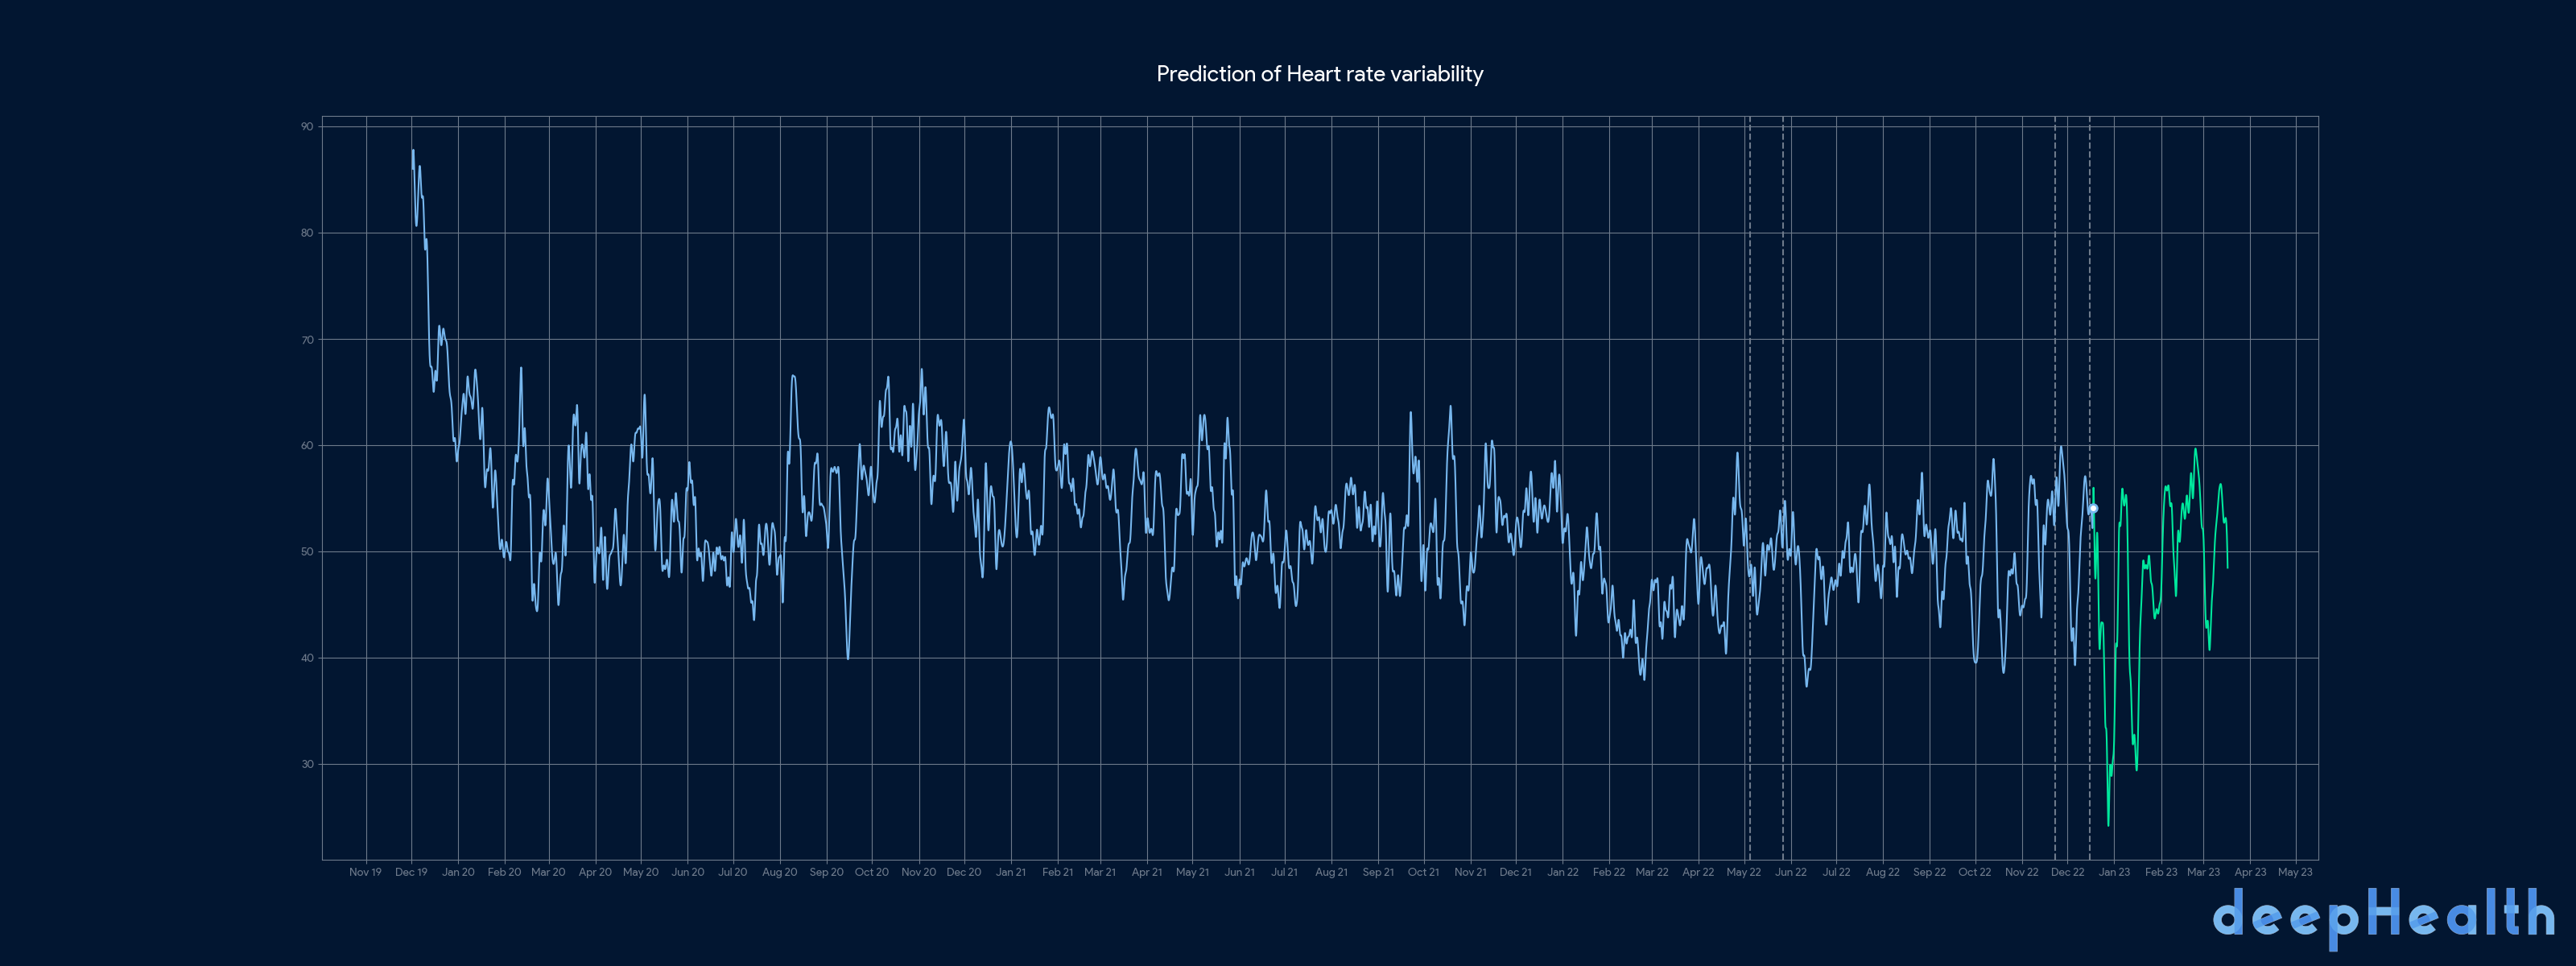 Prediction of Heart rate variability
90
80
70
60
50
40
30
Nov 19 Dec 19 Jan 20 Feb 20 Mar 20 Apr 20 May 20 Jun 20 Jul 20 Aug 20 Sep 20 Oct 20 Nov 20 Dec 20 Jan 21 Feb 21 Mar 21 Apr 21 May 21 Jun 21 Jul 21 Aug 21 Sep 21 Oct 21 Nov 21 Dec 21 Jan 22 Feb 22 Mar 22 Apr 22 May 22 Jun 22 Jul 22 Aug 22 Sep 22 Oct 22 Nov 22 Dec 22 Jan 23 Feb 23 Mar 23 Apr 23 May 23
deepHealth